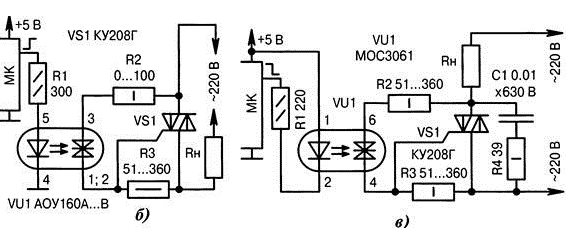 +5 В
VS1 КУ208Г
МК
R1
300
R2
0...100
~220 В
5
3
VS1
Rн
R3
51...360
4
1; 2
VU1 АОУ160А...В
б)
+5 В
VU1
MOC3061
Rн
~220 В
МК
R1 220
VU1
R2 51...360
C1 0.01
x630 В
1
6
VS1
КУ208Г
R4 39
~220 В
2
4
R3 51...360
в)